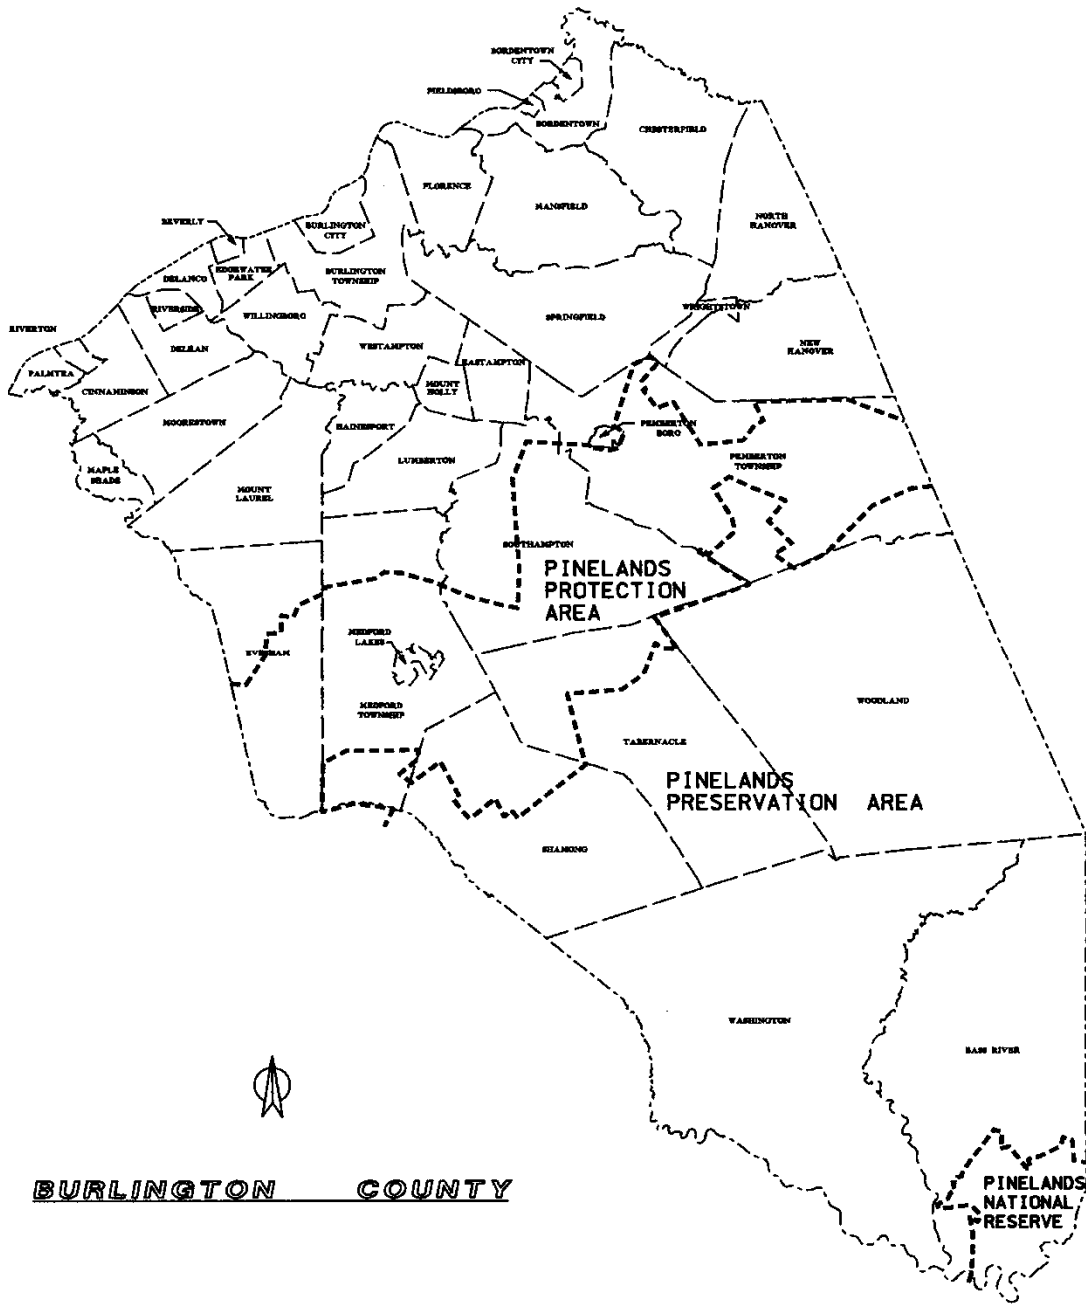 BORDENTOWN
CITY
FIELDSBORO
BORDENTOWN
CHESTERFIELD
FLORENCE
MANSFIELD
NORTH
HANOVER
BEVERLY
BURLINGTON
CITY
DELANCO
EDGEWATER
PARK
BURLINGTON
TOWNSHIP
RIVERSIDE
WILLINGBORO
SPRINGFIELD
WRIGHTSTOWN
RIVERTON
DELRAN
WESTAMPTON
NEW
HANOVER
PALMYRA
CINNAMINSON
MOUNT
HOLLY
EASTAMPTON
MOORESTOWN
HAINESPORT
PEMBERTON
BORO
MAPLE
SHADE
LUMBERTON
PEMBERTON
TOWNSHIP
MOUNT
LAUREL
SOUTHAMPTON
PINELANDS
PROTECTION
AREA
MEDFORD
LAKES
EVESHAM
MEDFORD
TOWNSHIP
WOODLAND
TABERNACLE
PINELANDS
PRESERVATION AREA
SHAMONG
WASHINGTON
BASS RIVER
BURLINGTON COUNTY
PINELANDS
NATIONAL
RESERVE